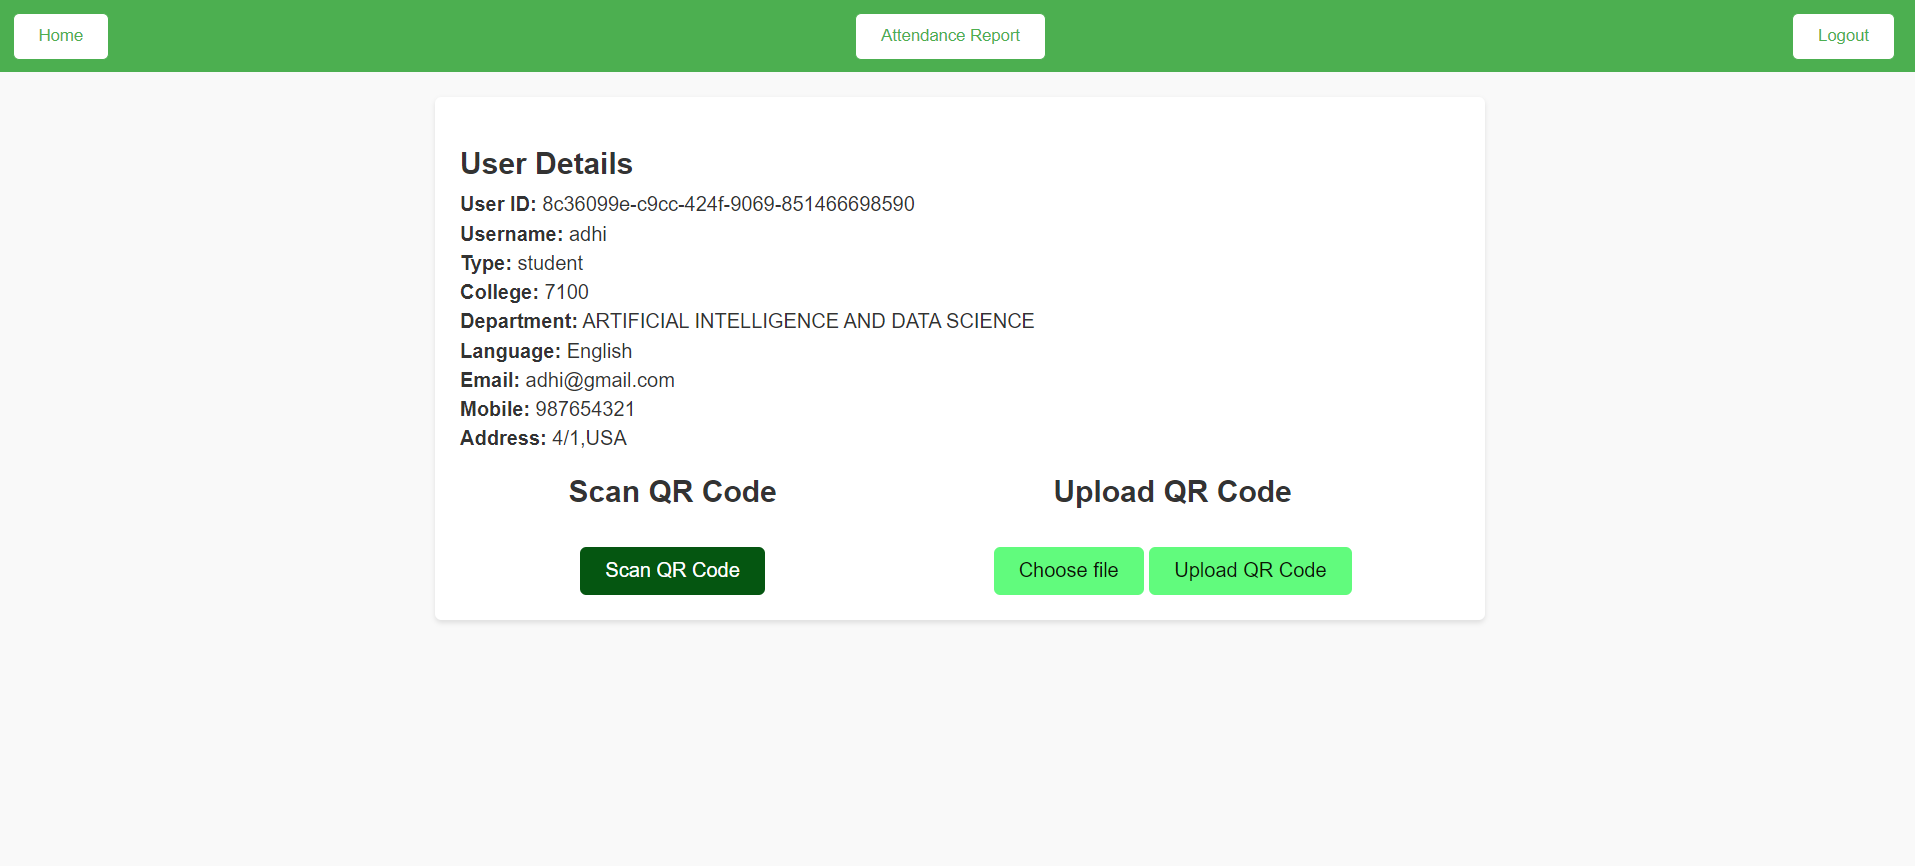 Home
Attendance Report
Logout
User Details
User ID: 8c36099e-c9cc-424f-9069-851466698590
Username: adhi
Type: student
College: 7100
Department: ARTIFICIAL INTELLIGENCE AND DATA SCIENCE
Language: English
Email: adhi@gmail.com
Mobile: 987654321
Address: 4/1,USA
Scan QR Code
Upload QR Code
Scan QR Code
Choose file
Upload QR Code